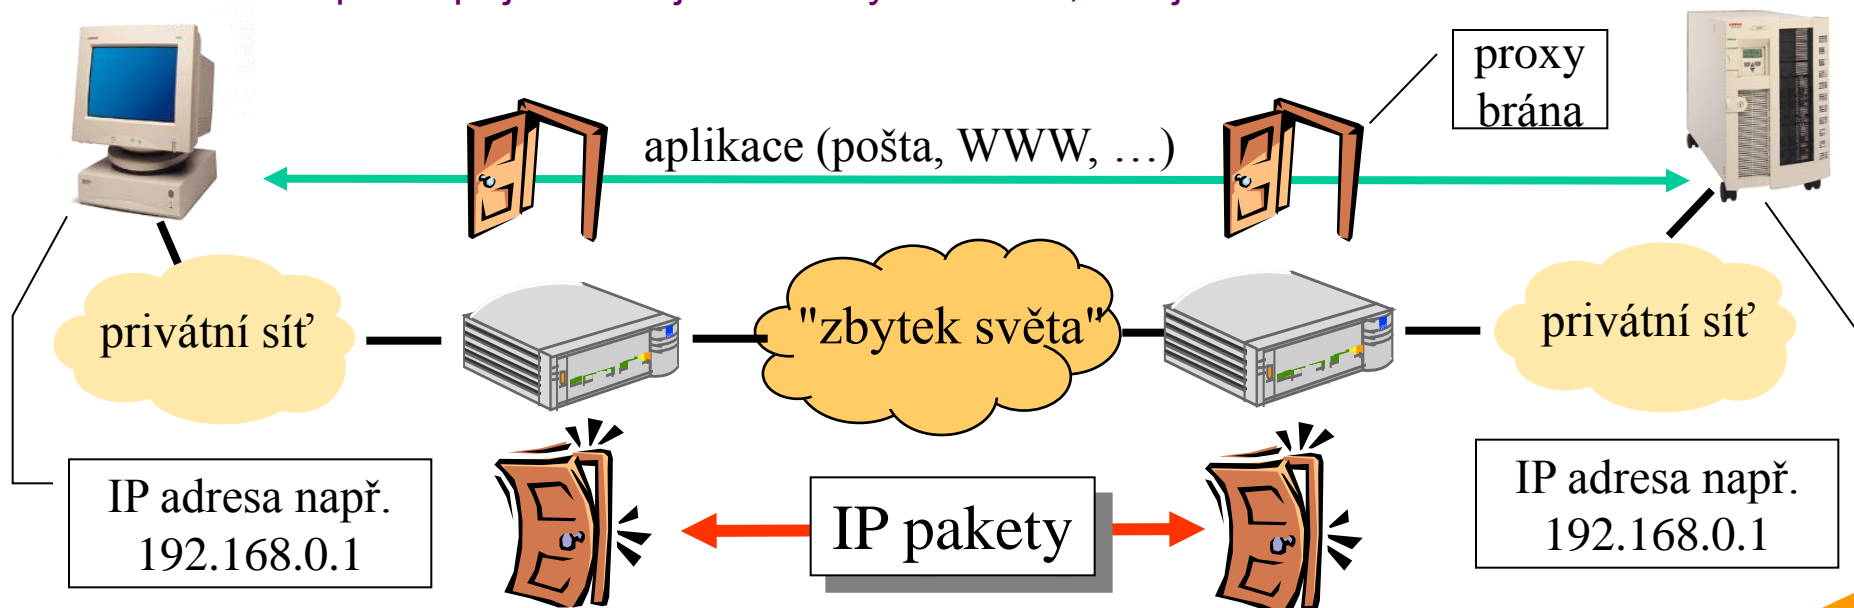 proxy
brána
aplikace (pošta, WWW, …)
privátní síť
"zbytek světa"
privátní síť
IP adresa např.
192.168.0.1
IP pakety
IP adresa např.
192.168.0.1